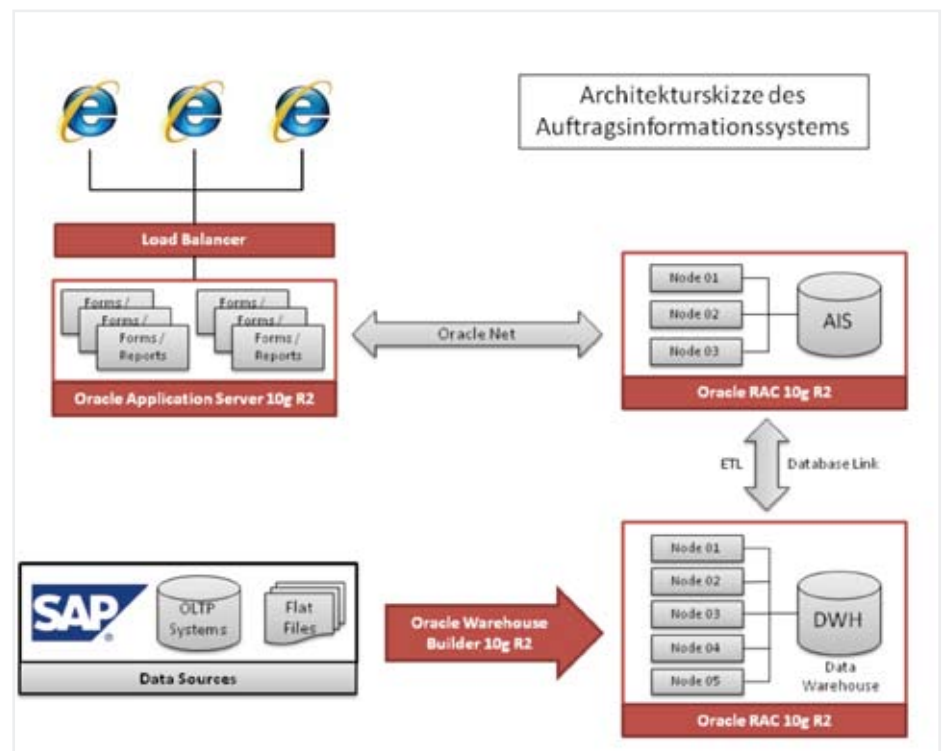 Architekturskizze des
Auftragsinformationssystems
Load Balancer
Forms /
Forms /
Forms /
Reports
Forms /
Forms /
Forms /
Reports
Oracle Application Server 10g R2
Oracle Net
Node 01
Node 02
Node 03
AIS
Oracle RAC 10g R2
ETL
Database Link
SAP
®
OLTP
Systems
Flat
Files
Data Sources
Oracle Warehouse
Builder 10g R2
Node 01
Node 02
Node 03
Node 04
Node 05
DWH
Data
Warehouse
Oracle RAC 10g R2